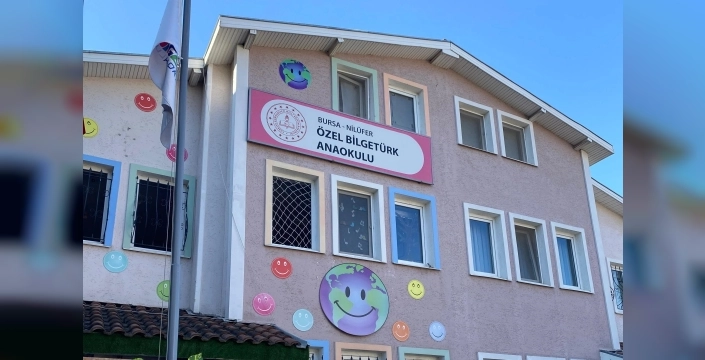 BURSA - NİLÜFER
ÖZEL BİLGETÜRK
ANAOKULU